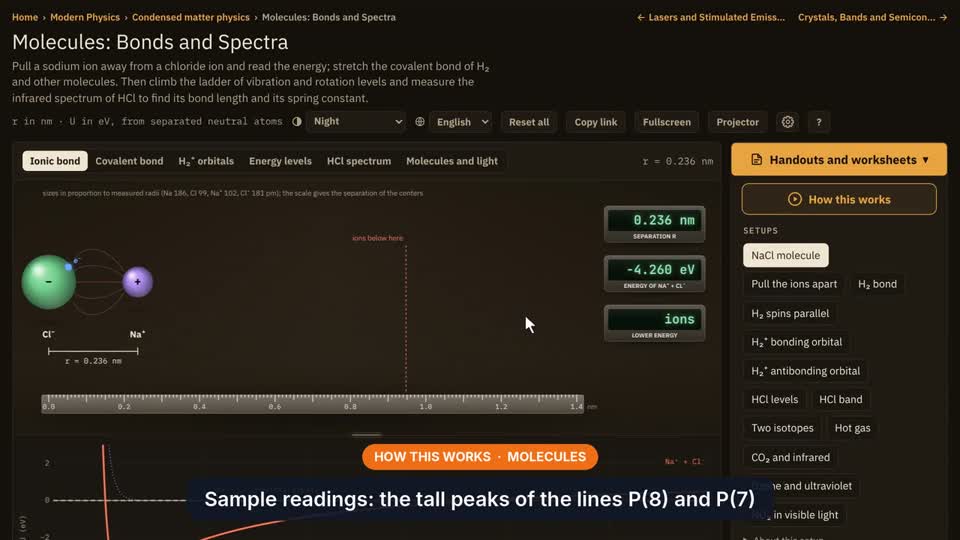 Home › Modern Physics › Condensed matter physics › Molecules: Bonds and Spectra
← Lasers and Stimulated Emiss... Crystals, Bands and Semicon... →
Molecules: Bonds and Spectra
Pull a sodium ion away from a chloride ion and read the energy; stretch the covalent bond of H₂
and other molecules. Then climb the ladder of vibration and rotation levels and measure the
infrared spectrum of HCl to find its bond length and its spring constant.
r in nm · U in eV, from separated neutral atoms Night English Reset all Copy link Fullscreen Projector ?
Ionic bond Covalent bond H₂⁺ orbitals Energy levels HCl spectrum Molecules and light r = 0.236 nm
sizes in proportion to measured radii (Na 186, Cl 99, Na⁺ 102, Cl⁻ 181 pm); the scale gives the separation of the centers
0.236 nm
SEPARATION R
ions below here
-4.260 eV
ENERGY OF NA⁺ + CL⁻
ions
LOWER ENERGY
e⁻
− +
Cl⁻ Na⁺
r = 0.236 nm
0.0 0.2 0.4 0.6 0.8 1.0 1.2 1.4 nm
2
0
−2
(eV)
Na⁺ + Cl⁻
HOW THIS WORKS · MOLECULES
Sample readings: the tall peaks of the lines P(8) and P(7)
Handouts and worksheets ▾
How this works
SETUPS
NaCl molecule
Pull the ions apart H₂ bond
H₂ spins parallel
H₂⁺ bonding orbital
H₂⁺ antibonding orbital
HCl levels HCl band
Two isotopes Hot gas
CO₂ and infrared
and ultraviolet
in visible light
About this setup